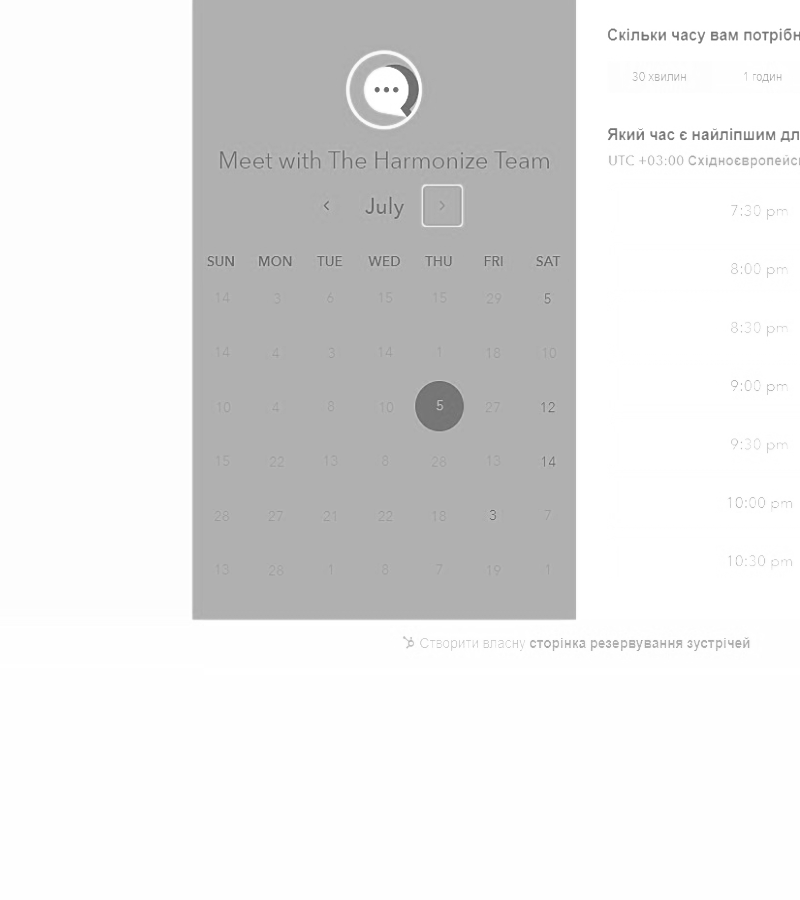 Meet with The Harmonize Team
July
SUN MON TUE WED THU FRI SAT
14 3 6 15 15 29 5
14 4 3 14 1 18 10
10 4 8 10 5 27 12
15 22 13 8 28 13 14
28 27 21 22 18 3 7
13 28 1 8 7 19 1
Скільки часу вам потрібн
30 хвилин 1 годин
Який час є найліпшим дл
UTC +03:00 Східноєвропейс
7:30 pm
8:00 pm
8:30 pm
9:00 pm
9:30 pm
10:00 pm
10:30 pm
Створити власну сторінка резервування зустрічей